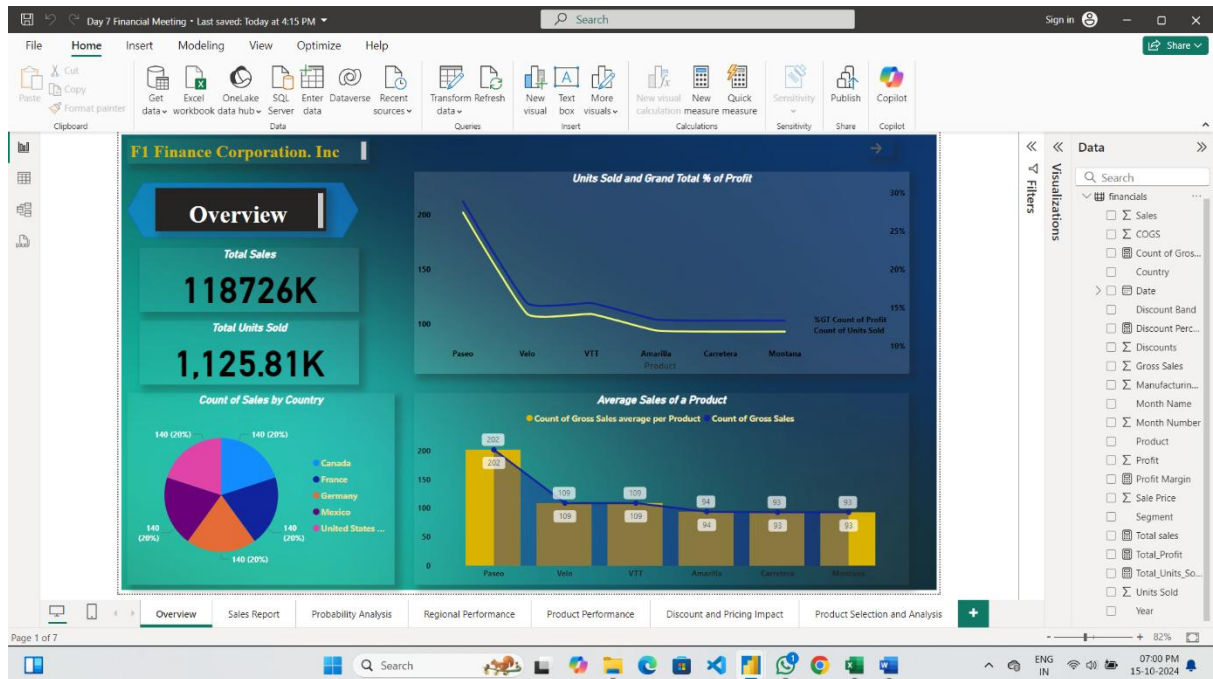 Day 7 Financial Meeting • Last saved: Today at 4:15 PM
Search
Sign in
File Home Insert Modeling View Optimize Help
Share
Paste
Cut
Copy
Format painter
Clipboard
Get data
Excel workbook
OneLake data hub
SQL Server
Enter data
Dataverse
Recent sources
Data
Transform data
Refresh
Queries
New visual
Text box
More visuals
Insert
New visual calculation
New measure
Quick measure
Calculations
Sensitivity
Sensitivity
Publish
Share
Copilot
Copilot
F1 Finance Corporation. Inc
Overview
Total Sales
118726K
Total Units Sold
1,125.81K
Count of Sales by Country
140 (20%)
140 (20%)
140 (20%)
140 (20%)
140 (20%)
Canada
France
Germany
Mexico
United States ...
Units Sold and Grand Total % of Profit
200
150
100
30%
25%
20%
15%
10%
%GT Count of Profit
Count of Units Sold
Paseo Velo VTT Amarilla Carretera Montana
Product
Average Sales of a Product
Count of Gross Sales average per Product Count of Gross Sales
200
150
100
50
0
202 109 109 94 93 93
202 109 109 94 93 93
Paseo Velo VTT Amarilla Carretera Montana
Filters
Visualizations
Data
Search
financials
Sales
COGS
Count of Gros...
Country
Date
Discount Band
Discount Perc...
Discounts
Gross Sales
Manufacturin...
Month Name
Month Number
Product
Profit
Profit Margin
Sale Price
Segment
Total sales
Total_Profit
Total_Units_So...
Units Sold
Year
Overview Sales Report Probability Analysis Regional Performance Product Performance Discount and Pricing Impact Product Selection and Analysis
Page 1 of 7
82%
Search
ENG
IN
07:00 PM
15-10-2024